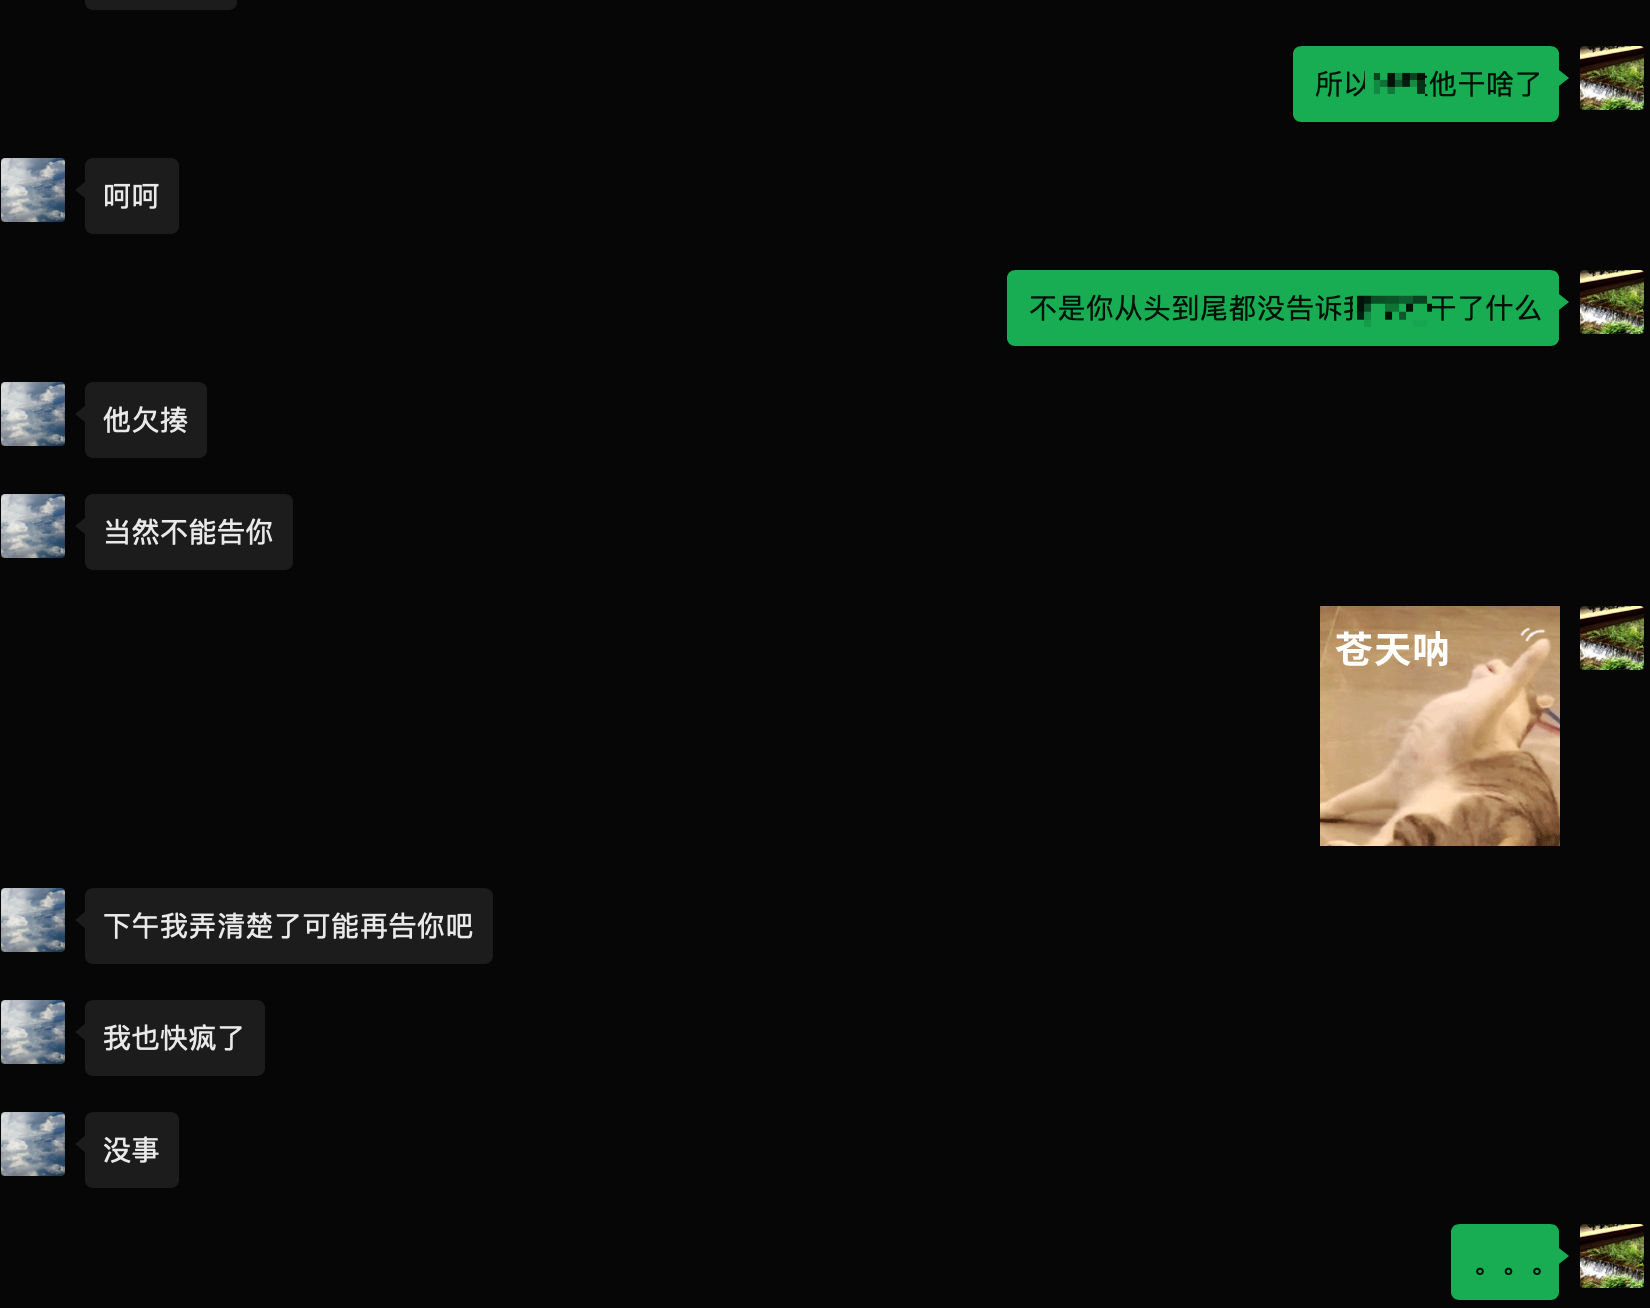 所以他干啥了
呵呵
不是你从头到尾都没告诉我干了什么
他欠揍
当然不能告你
苍天呐
下午我弄清楚了可能再告你吧
我也快疯了
没事
。。。